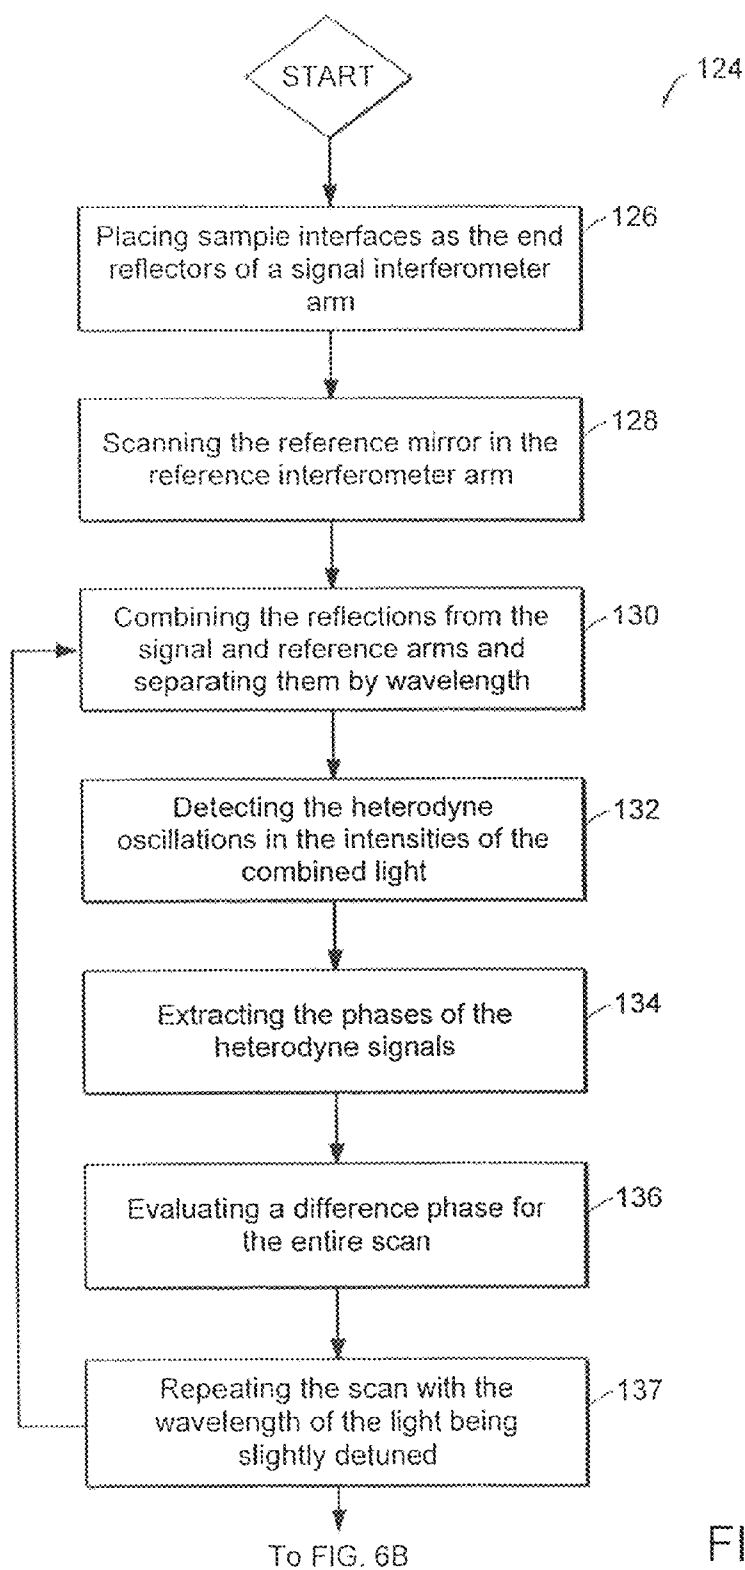 START
124
Placing sample interfaces as the end
reflectors of a signal interferometer
arm
126
Scanning the reference mirror in the
reference interferometer arm
128
Combining the reflections from the
signal and reference arms and
separating them by wavelength
130
Detecting the heterodyne
oscillations in the intensities of the
combined light
132
Extracting the phases of the
heterodyne signals
134
Evaluating a difference phase for
the entire scan
136
Repeating the scan with the
wavelength of the light being
slightly detuned
137
To FIG. 6B
FI